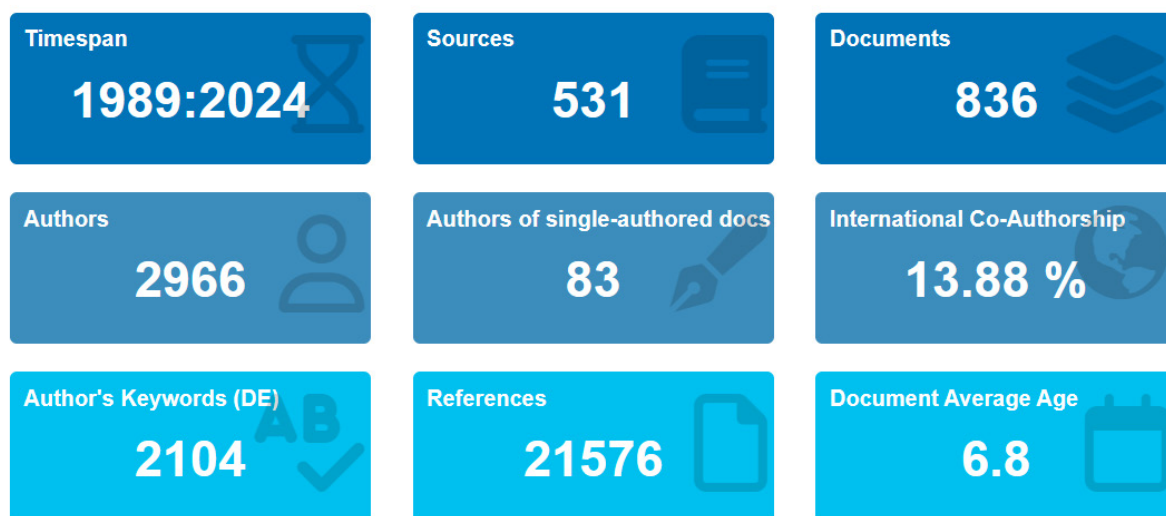 Timespan
1989:2024
Sources
531
Documents
836
Authors
2966
Authors of single-authored docs
83
International Co-Authorship
13.88 %
Author's Keywords (DE)
2104
AB
References
21576
Document Average Age
6.8